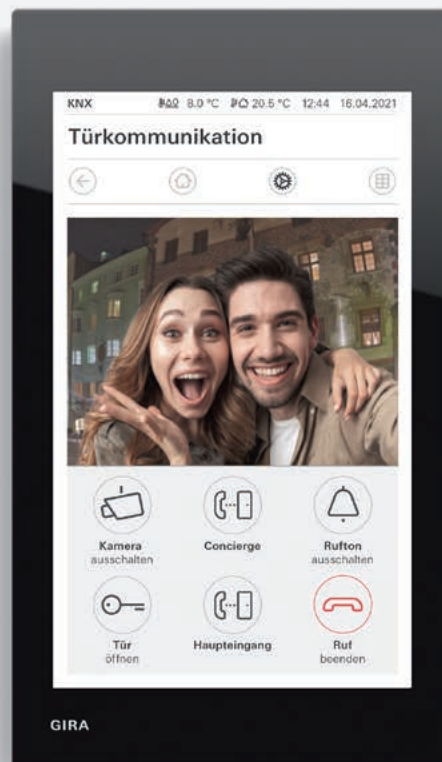 KNX 8.0 °C 20.5 °C 12:44 16.04.2021
Türkommunikation
Kamera
ausschalten
Concierge
Rufton
ausschalten
Tür
öffnen
Haupteingang
Ruf
beenden
GIRA